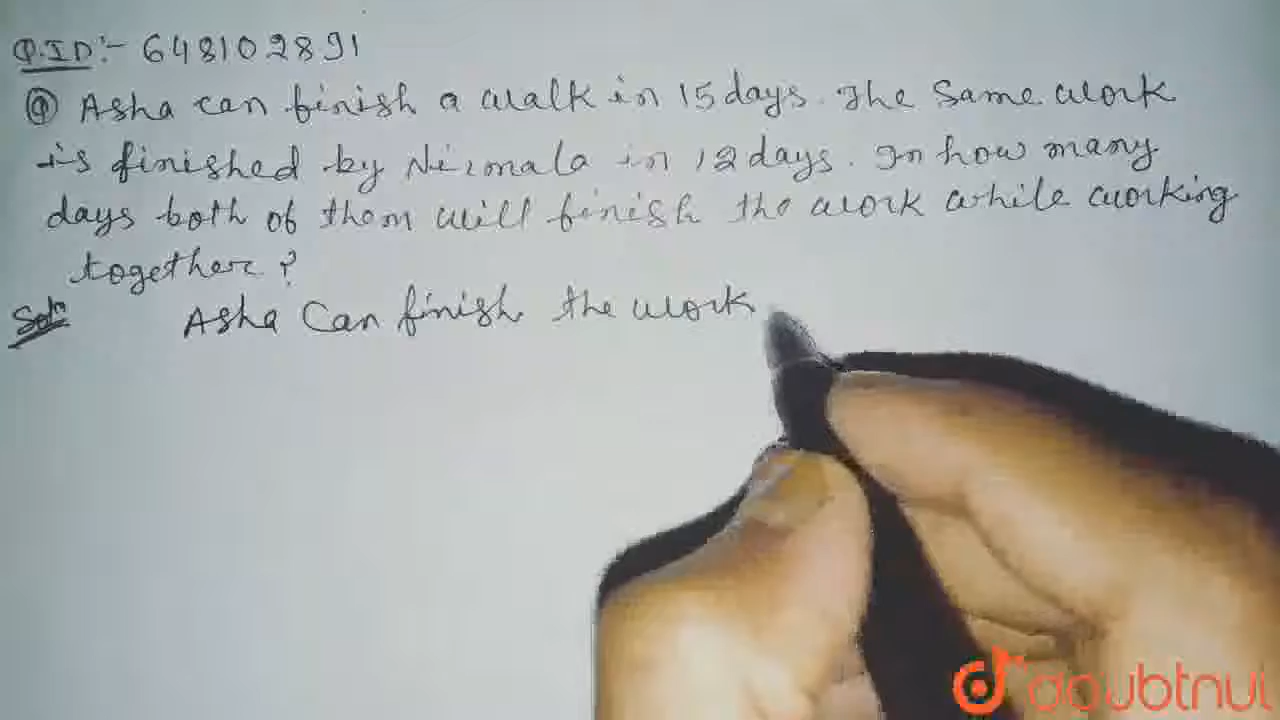 Q.ID:- 648102891
Q Asha can finish a walk in 15 days. The same work
is finished by Nirmala in 12 days. In how many
days both of them will finish the work while working
together?
Soln Asha Can finish the work
doubtnut